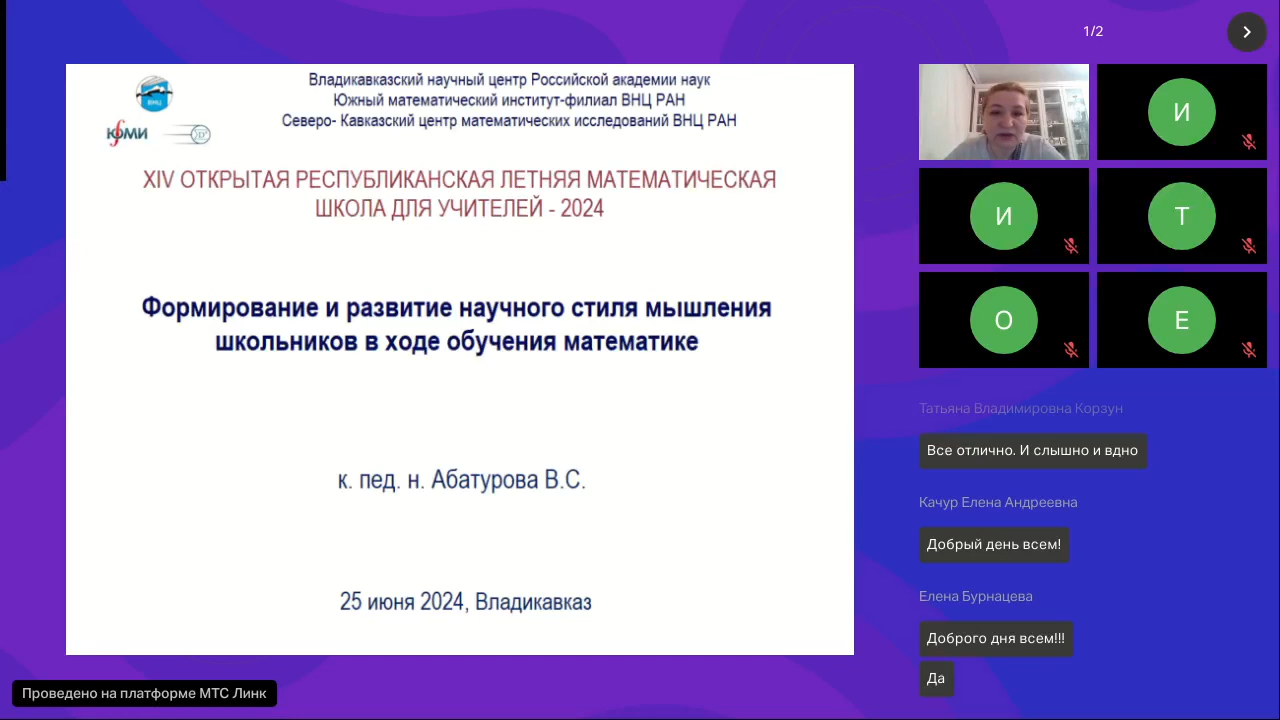 1/2
Владикавказский научный центр Российской академии наук
Южный математический институт-филиал ВНЦ РАН
Северо- Кавказский центр математических исследований ВНЦ РАН
ВНЦ
ЮМИ
XIV ОТКРЫТАЯ РЕСПУБЛИКАНСКАЯ ЛЕТНЯЯ МАТЕМАТИЧЕСКАЯ
ШКОЛА ДЛЯ УЧИТЕЛЕЙ - 2024
Формирование и развитие научного стиля мышления
школьников в ходе обучения математике
к. пед. н. Абатурова В.С.
25 июня 2024, Владикавказ
И
И
Т
О
Е
Татьяна Владимировна Корзун
Все отлично. И слышно и вдно
Качур Елена Андреевна
Добрый день всем!
Елена Бурнацева
Доброго дня всем!!!
Да
Проведено на платформе МТС Линк